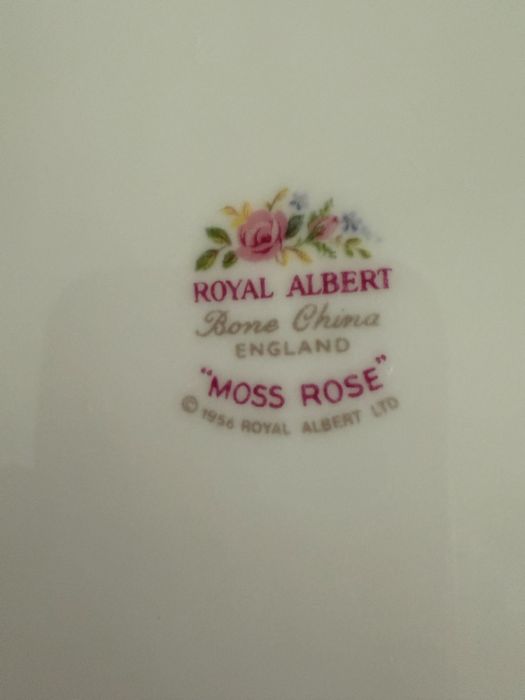 ROYAL ALBERT
Bone China
ENGLAND
"MOSS ROSE"
© 1956 ROYAL ALBERT LTD